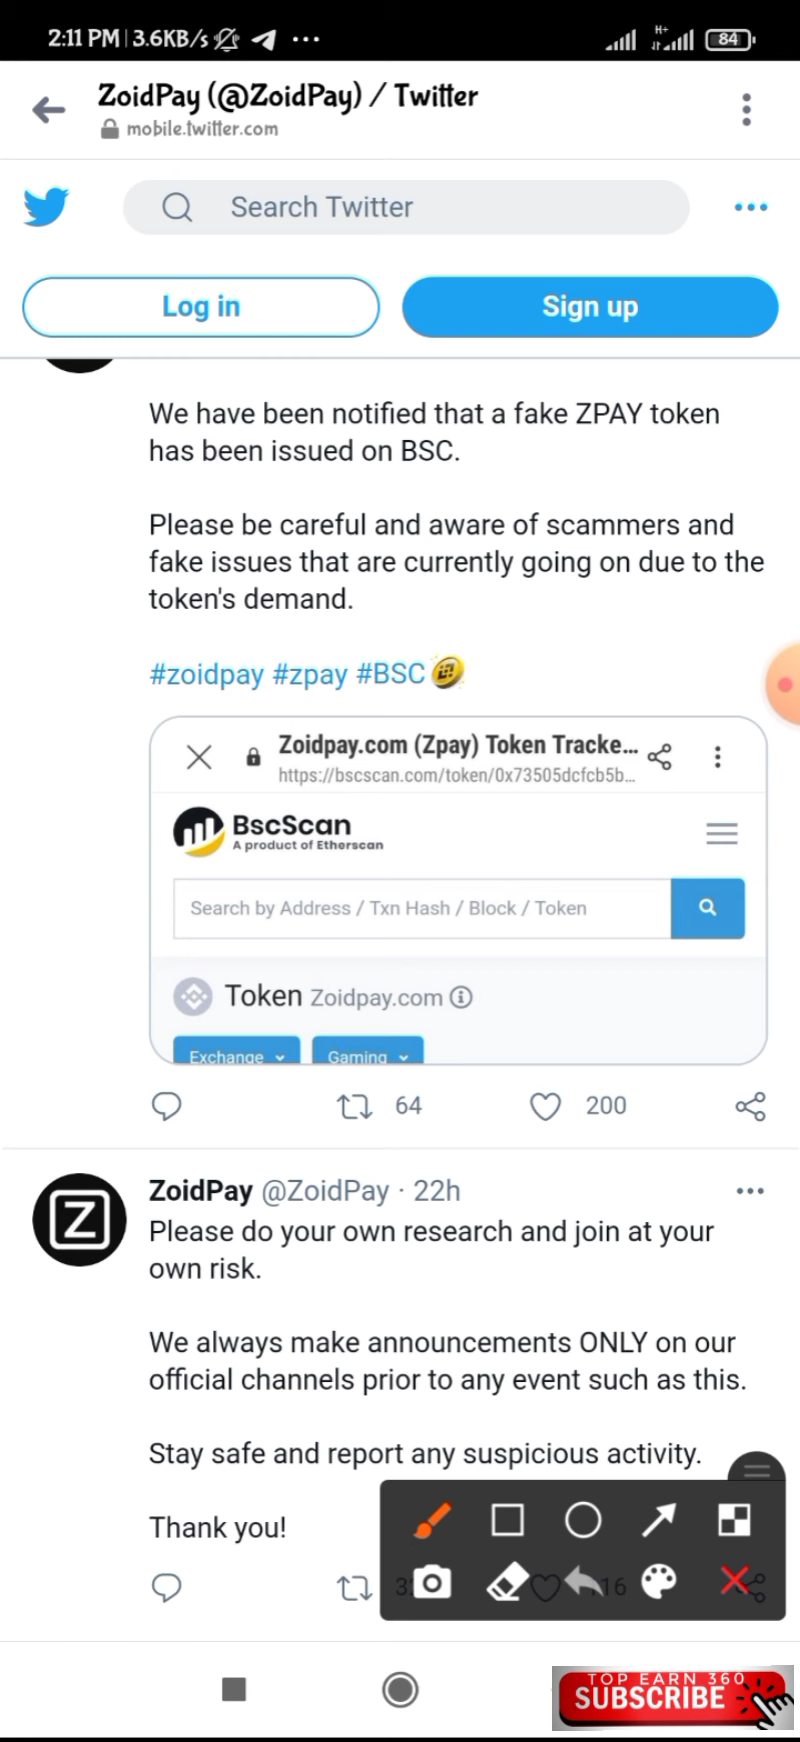 2:11 PM | 3.6KB/s ...
H+
84
ZoidPay (@ZoidPay) / Twitter
mobile.twitter.com
Search Twitter
Log in
Sign up
We have been notified that a fake ZPAY token
has been issued on BSC.
Please be careful and aware of scammers and
fake issues that are currently going on due to the
token's demand.
#zoidpay #zpay #BSC
Zoidpay.com (Zpay) Token Tracke...
https://bscscan.com/token/0x73505dcfcb5b...
BscScan
A product of Etherscan
Search by Address / Txn Hash / Block / Token
Token Zoidpay.com
Exchange
Gaming
64
200
ZoidPay @ZoidPay · 22h
Please do your own research and join at your
own risk.
We always make announcements ONLY on our
official channels prior to any event such as this.
Stay safe and report any suspicious activity.
Thank you!
TOP EARN 360
SUBSCRIBE